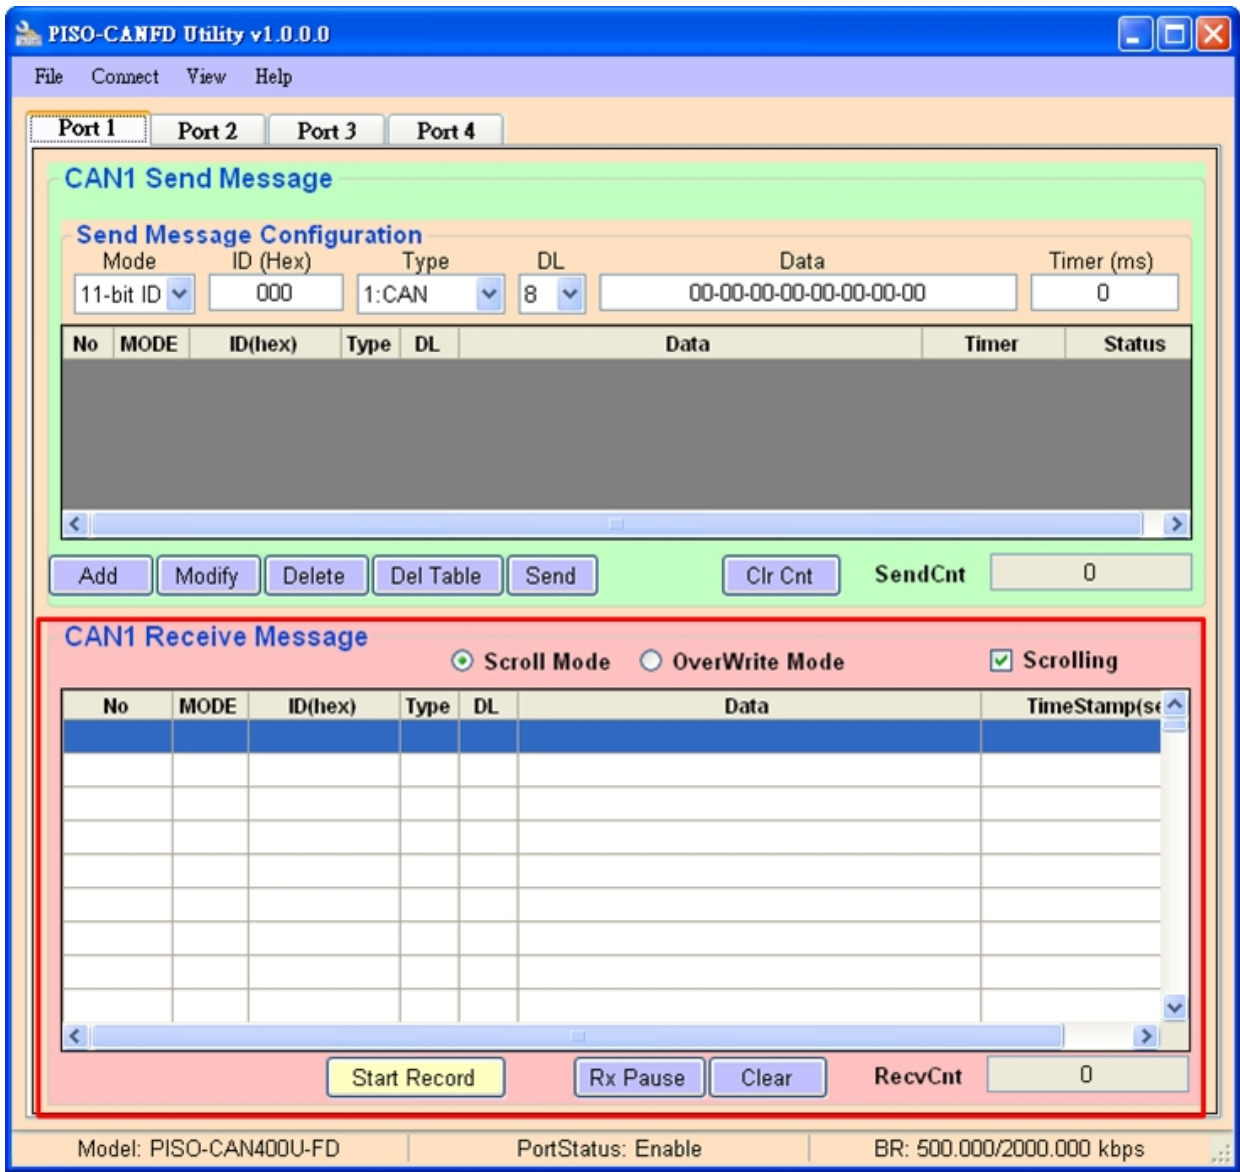 PISO-CANFD Utility v1.0.0.0
File Connect View Help
Port 1 Port 2 Port 3 Port 4
CAN1 Send Message
Send Message Configuration
Mode ID (Hex) Type DL Data Timer (ms)
11-bit ID 000 1:CAN 8 00-00-00-00-00-00-00-00 0
No MODE ID(hex) Type DL Data Timer Status
Add Modify Delete Del Table Send Clr Cnt SendCnt 0
CAN1 Receive Message
Scroll Mode OverWrite Mode Scrolling
No MODE ID(hex) Type DL Data TimeStamp(se
Start Record Rx Pause Clear RecvCnt 0
Model: PISO-CAN400U-FD PortStatus: Enable BR: 500.000/2000.000 kbps